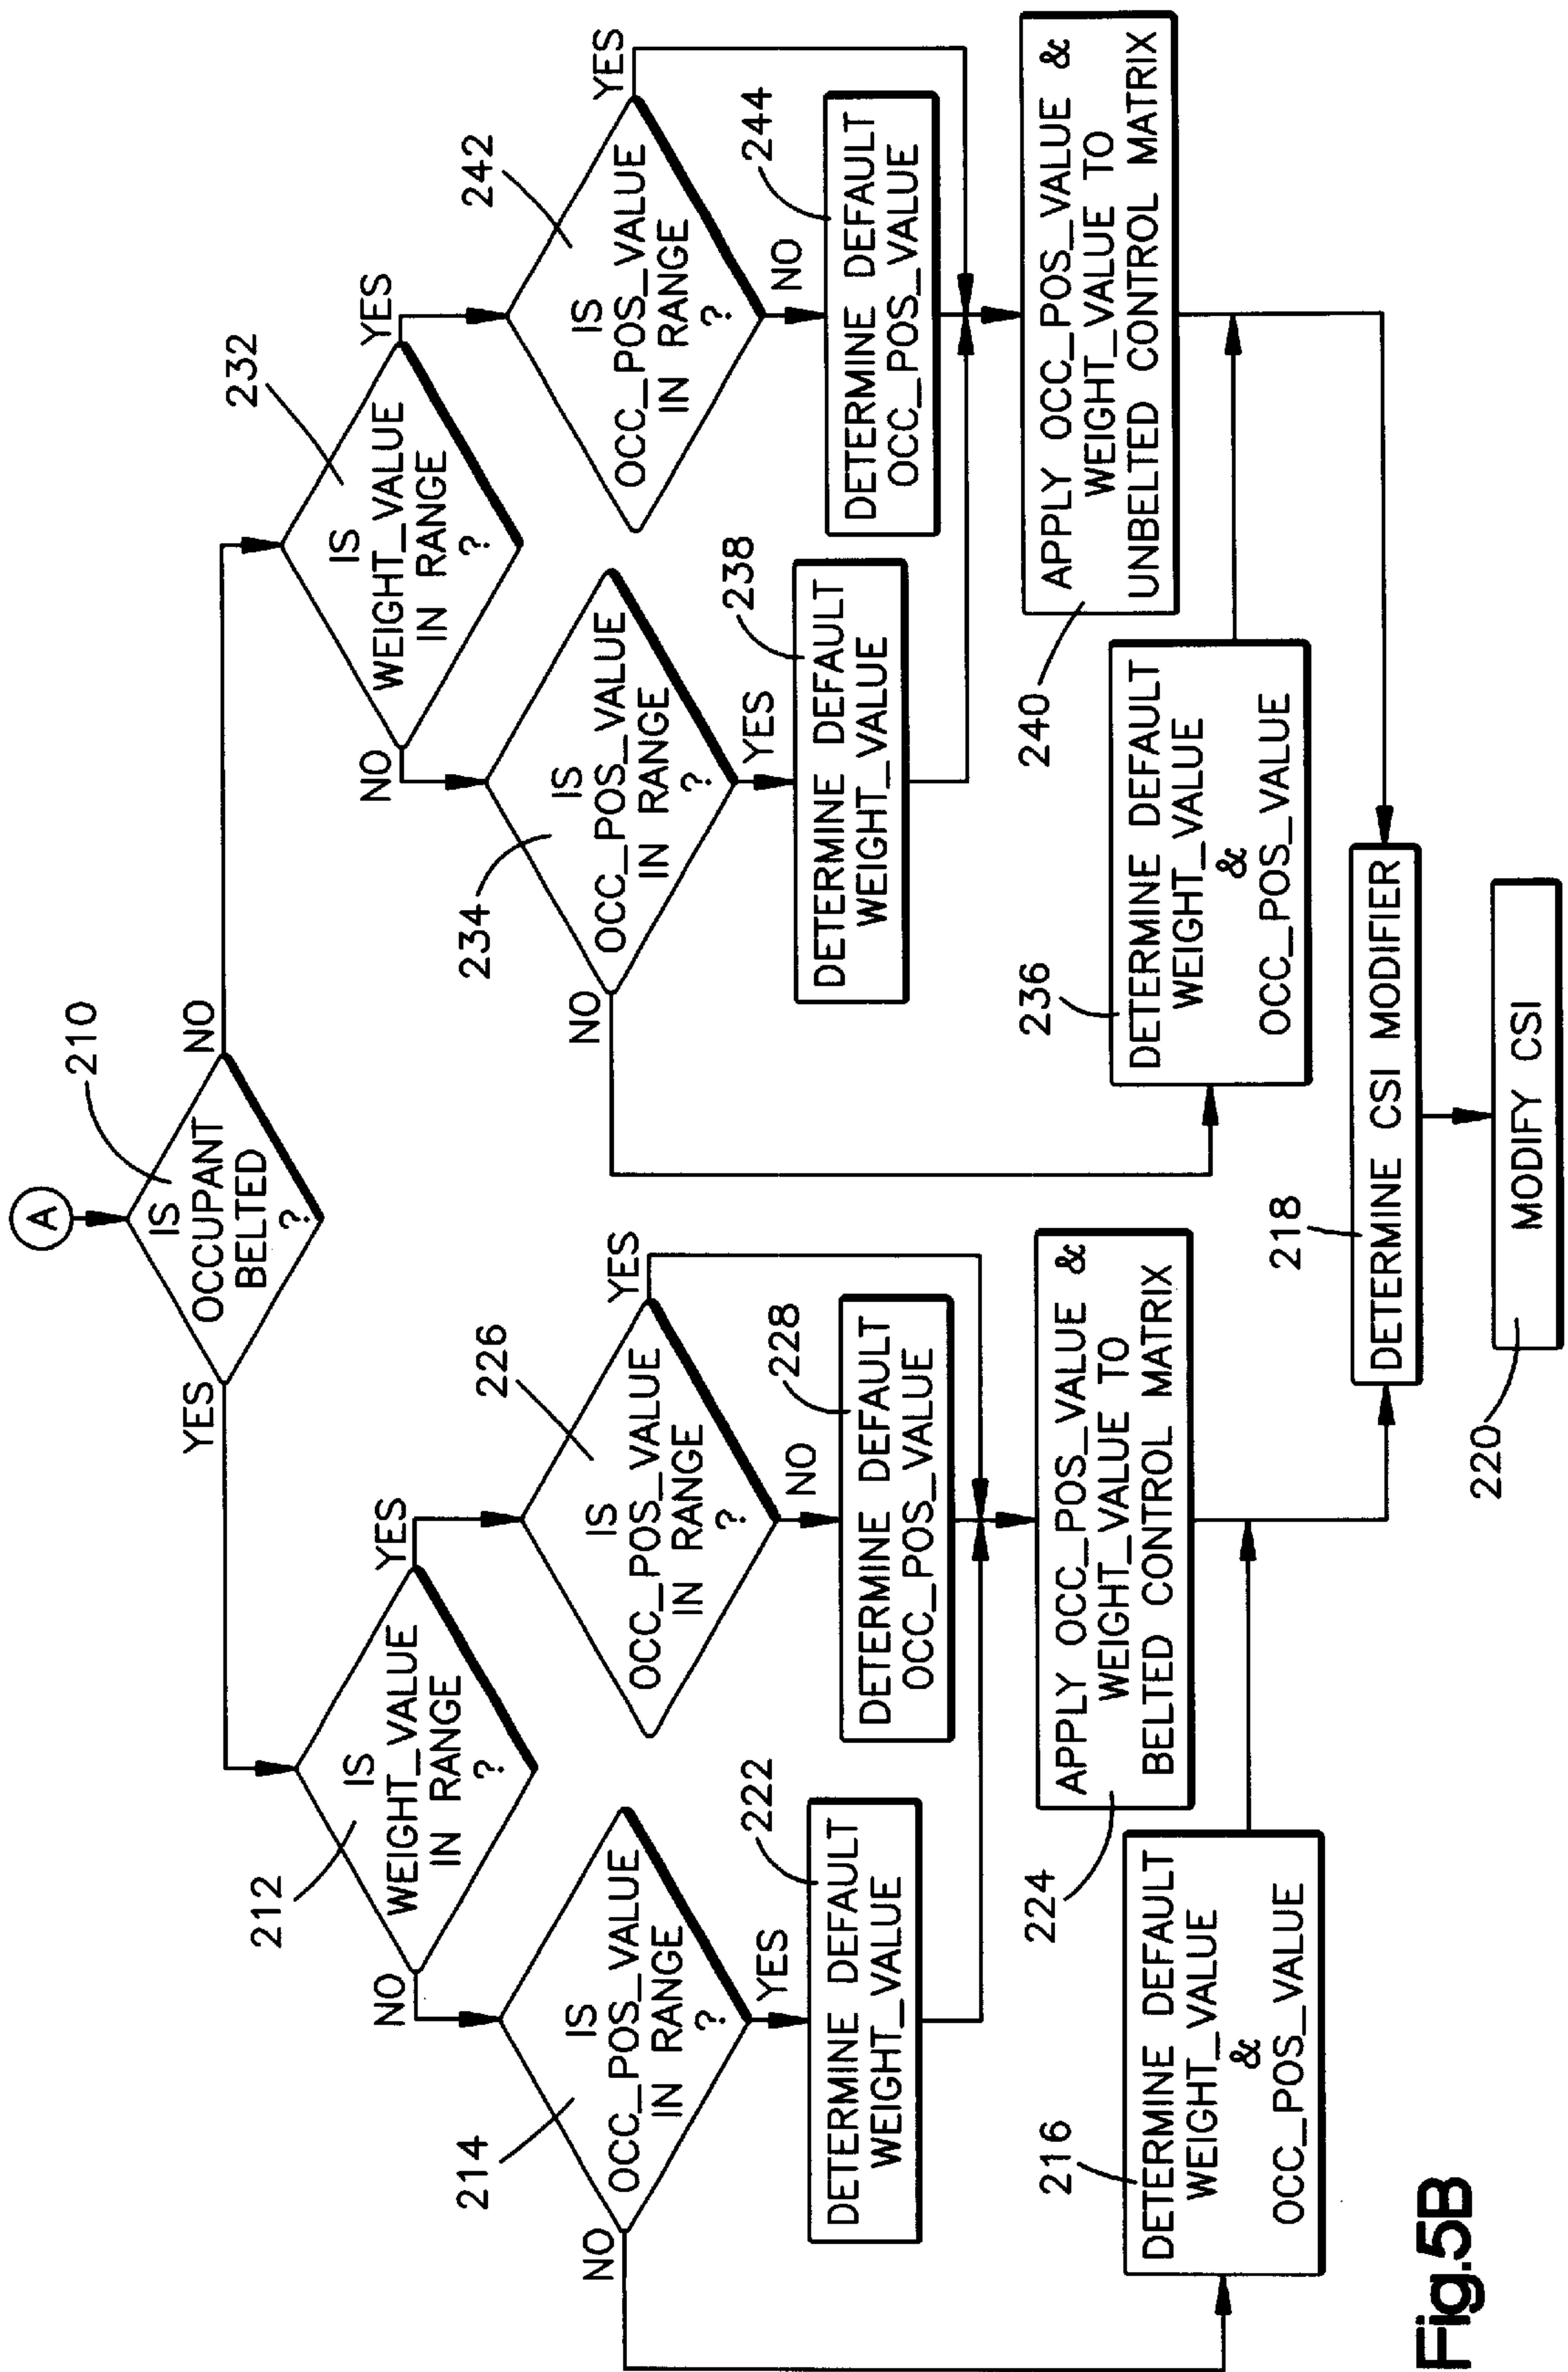 A
210
IS
OCCUPANT
BELTED
?
YES
NO
212
IS
WEIGHT_VALUE
IN RANGE
?
NO
YES
232
IS
WEIGHT_VALUE
IN RANGE
?
NO
YES
214
IS
OCC_POS_VALUE
IN RANGE
?
NO
YES
226
IS
OCC_POS_VALUE
IN RANGE
?
YES
NO
234
IS
OCC_POS_VALUE
IN RANGE
?
NO
YES
242
IS
OCC_POS_VALUE
IN RANGE
?
YES
NO
222
DETERMINE DEFAULT
WEIGHT_VALUE
228
DETERMINE DEFAULT
OCC_POS_VALUE
238
DETERMINE DEFAULT
WEIGHT_VALUE
244
DETERMINE DEFAULT
OCC_POS_VALUE
224
APPLY OCC_POS_VALUE &
WEIGHT_VALUE TO
BELTED CONTROL MATRIX
240
APPLY OCC_POS_VALUE &
WEIGHT_VALUE TO
UNBELTED CONTROL MATRIX
216
DETERMINE DEFAULT
WEIGHT_VALUE
&
OCC_POS_VALUE
236
DETERMINE DEFAULT
WEIGHT_VALUE
&
OCC_POS_VALUE
218
DETERMINE CSI MODIFIER
220
MODIFY CSI
Fig.5B